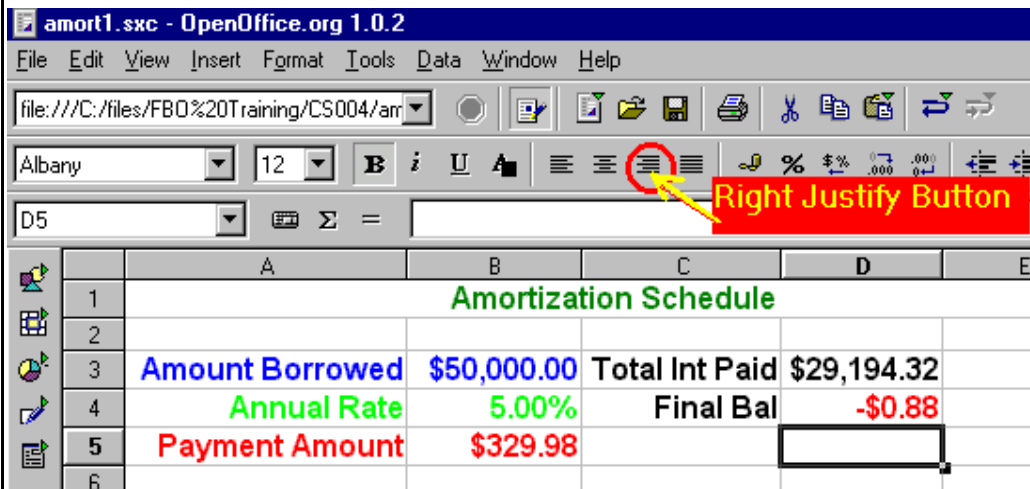 amort1.sxc - OpenOffice.org 1.0.2
File Edit View Insert Format Tools Data Window Help
file:///C:/files/FBO%20Training/CS004/am
Albany 12 B i U A % $% .000 .000
Right Justify Button
D5 Σ =
A B C D E
1 Amortization Schedule
2
3 Amount Borrowed $50,000.00 Total Int Paid $29,194.32
4 Annual Rate 5.00% Final Bal -$0.88
5 Payment Amount $329.98
6